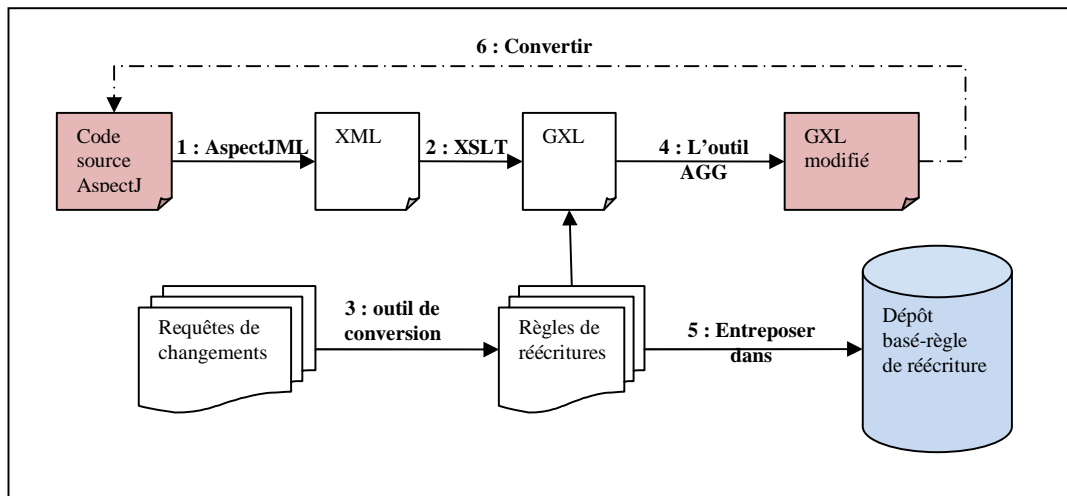 6 : Convertir
Code
source
AspectJ
1 : AspectJML
XML
2 : XSLT
GXL
4 : L'outil
AGG
GXL
modifié
Requêtes de
changements
3 : outil de
conversion
Règles de
réécritures
5 : Entreposer
dans
Dépôt
basé-règle
de réécriture